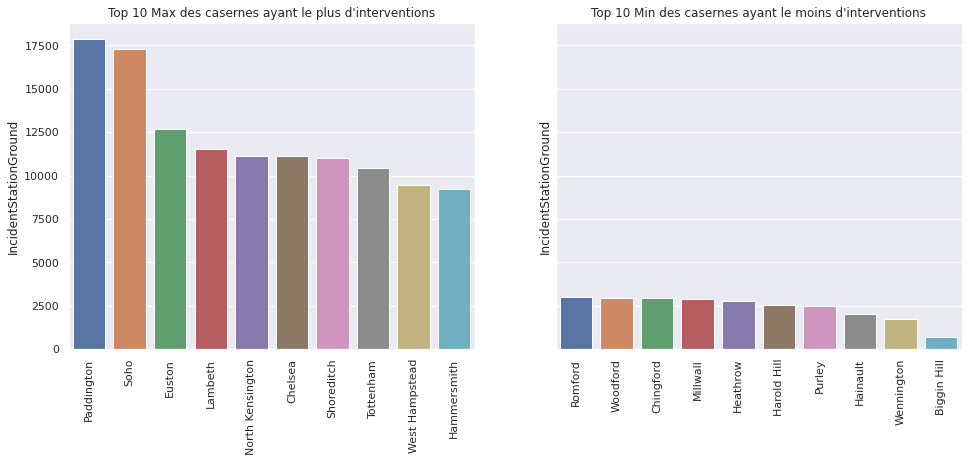 Top 10 Max des casernes ayant le plus d'interventions
IncidentStationGround
17500
15000
12500
10000
7500
5000
2500
0
Paddington
Soho
Euston
Lambeth
North Kensington
Chelsea
Shoreditch
Tottenham
West Hampstead
Hammersmith
Top 10 Min des casernes ayant le moins d'interventions
IncidentStationGround
Romford
Woodford
Chingford
Millwall
Heathrow
Harold Hill
Purley
Hainault
Wennington
Biggin Hill